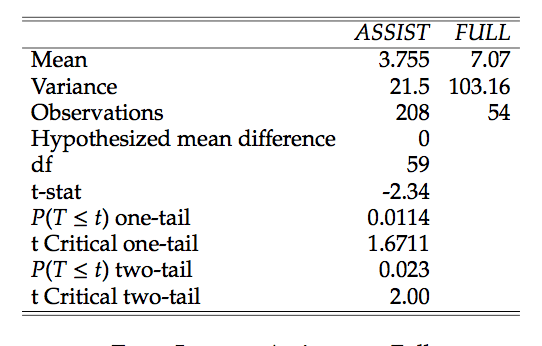 ASSIST FULL
Mean 3.755 7.07
Variance 21.5 103.16
Observations 208 54
Hypothesized mean difference 0
df 59
t-stat -2.34
P(T ≤ t) one-tail 0.0114
t Critical one-tail 1.6711
P(T ≤ t) two-tail 0.023
t Critical two-tail 2.00